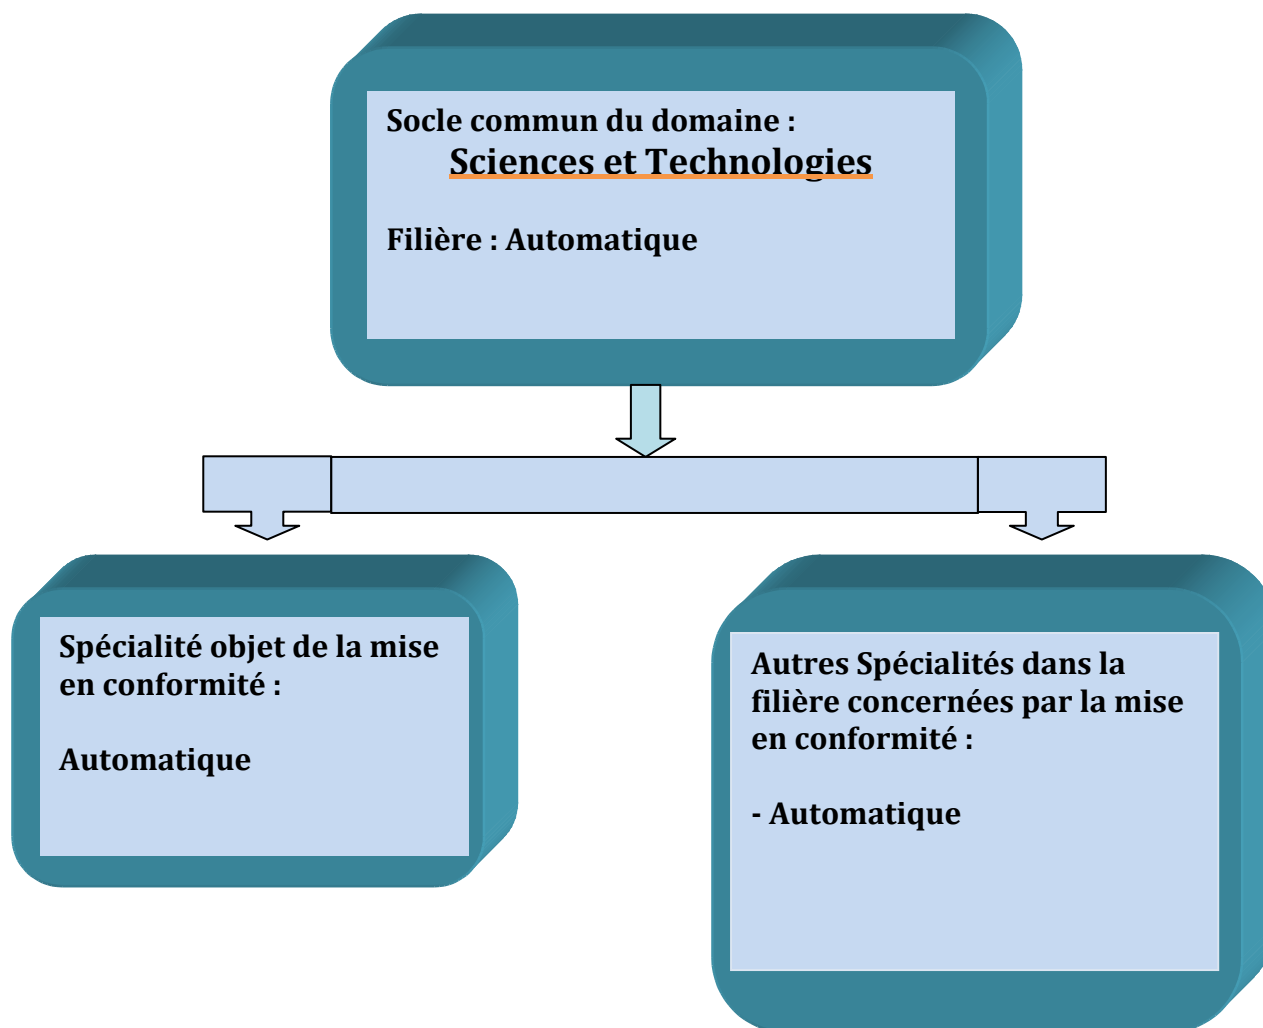 Socle commun du domaine :
Sciences et Technologies
Filière : Automatique
Spécialité objet de la mise
en conformité :
Automatique
Autres Spécialités dans la
filière concernées par la mise
en conformité :
- Automatique